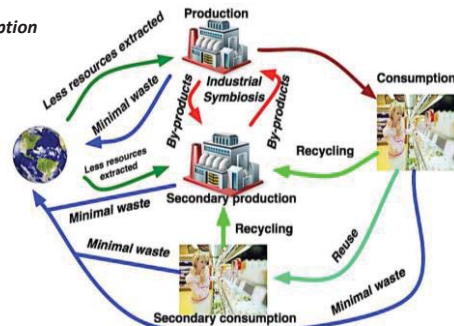 ption
Production
Less resources extracted
Minimal waste
Industrial
Symbiosis
By-products
By-products
Consumption
Less resources
extracted
Recycling
Secondary production
Minimal waste
Minimal waste
Recycling
Reuse
Minimal waste
Secondary consumption